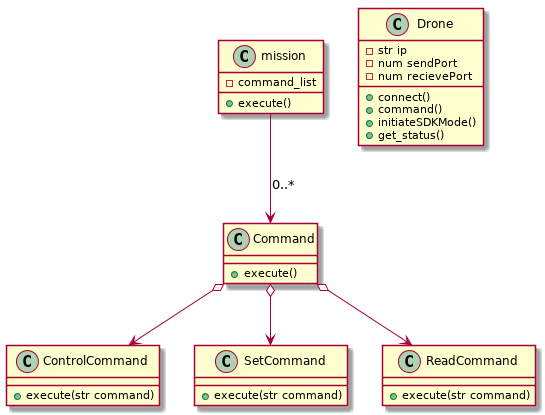 C mission
command_list
execute()
C Drone
str ip
num sendPort
num recievePort
connect()
command()
initiateSDKMode()
get_status()
0..*
C Command
execute()
C ControlCommand
execute(str command)
C SetCommand
execute(str command)
C ReadCommand
execute(str command)